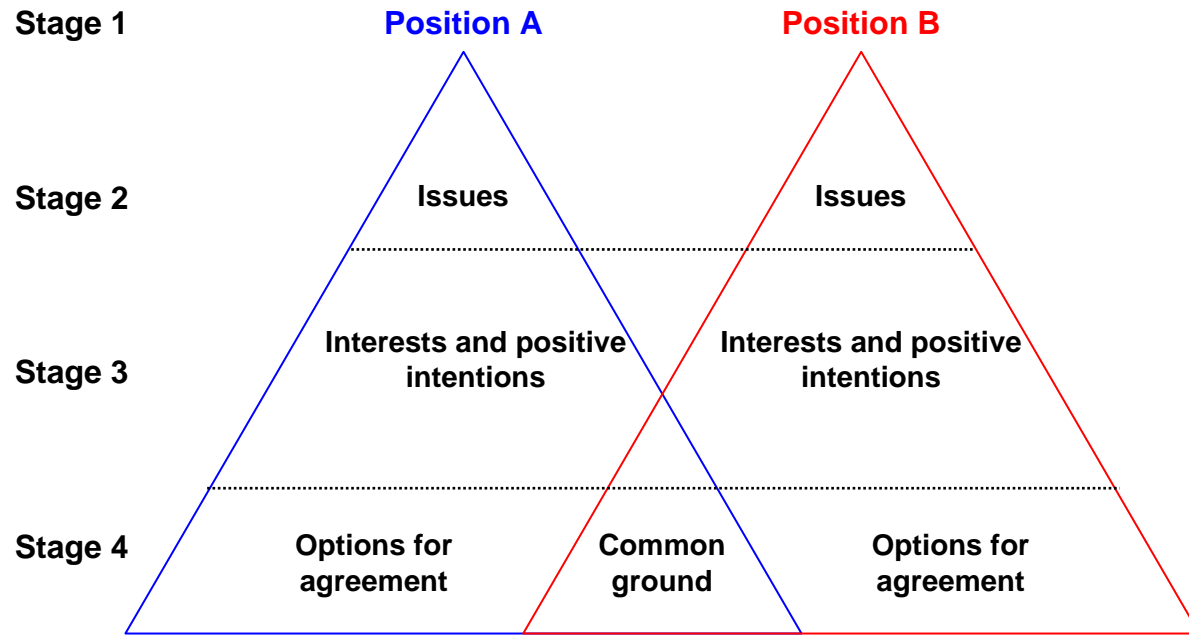 Stage 1
Position A
Position B
Stage 2
Issues
Issues
Stage 3
Interests and positive
intentions
Interests and positive
intentions
Stage 4
Options for
agreement
Common
ground
Options for
agreement